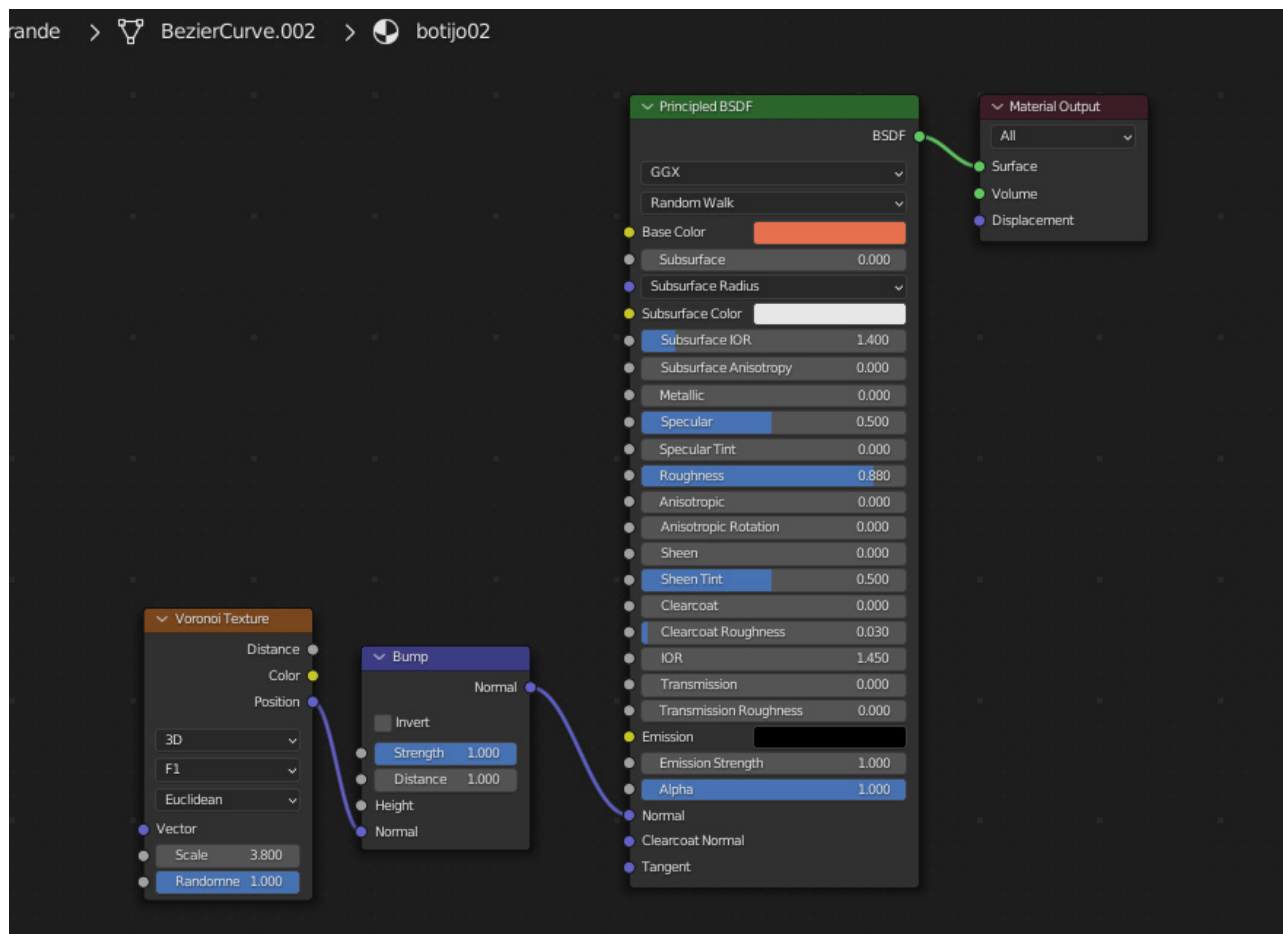 rande > BezierCurve.002 > botijo02
Principled BSDF
BSDF
GGX
Random Walk
Base Color
Subsurface 0.000
Subsurface Radius
Subsurface Color
Subsurface IOR 1.400
Subsurface Anisotropy 0.000
Metallic 0.000
Specular 0.500
Specular Tint 0.000
Roughness 0.880
Anisotropic 0.000
Anisotropic Rotation 0.000
Sheen 0.000
Sheen Tint 0.500
Clearcoat 0.000
Clearcoat Roughness 0.030
IOR 1.450
Transmission 0.000
Transmission Roughness 0.000
Emission
Emission Strength 1.000
Alpha 1.000
Normal
Clearcoat Normal
Tangent
Material Output
All
Surface
Volume
Displacement
Voronoi Texture
Distance
Color
Position
3D
F1
Euclidean
Vector
Scale 3.800
Randomne 1.000
Bump
Normal
Invert
Strength 1.000
Distance 1.000
Height
Normal